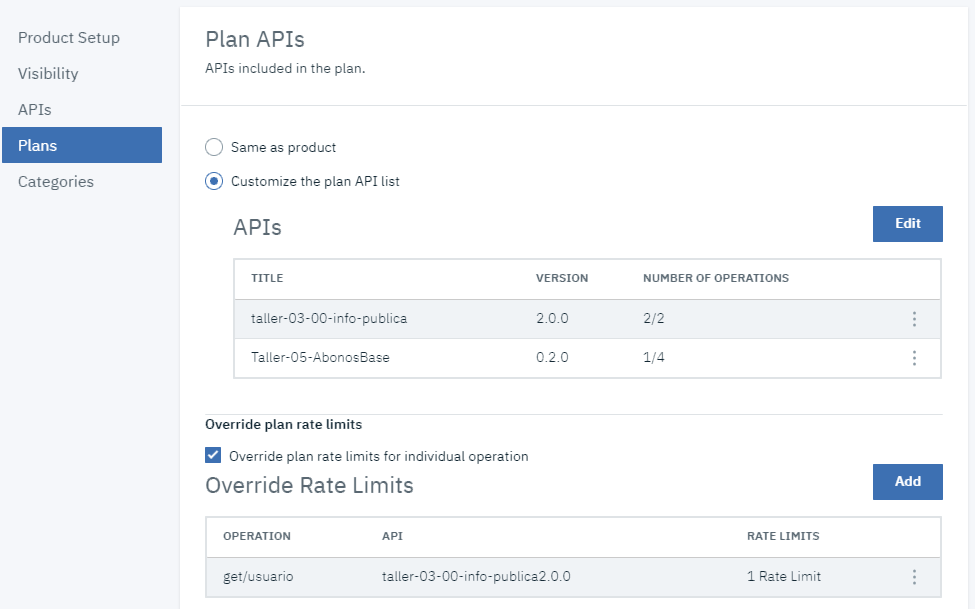 Product Setup
Visibility
APIs
Plans
Categories
Plan APIs
APIs included in the plan.
Same as product
Customize the plan API list
APIs
Edit
TITLE VERSION NUMBER OF OPERATIONS
taller-03-00-info-publica 2.0.0 2/2
Taller-05-AbonosBase 0.2.0 1/4
Override plan rate limits
Override plan rate limits for individual operation
Override Rate Limits
Add
OPERATION API RATE LIMITS
get/usuario taller-03-00-info-publica2.0.0 1 Rate Limit